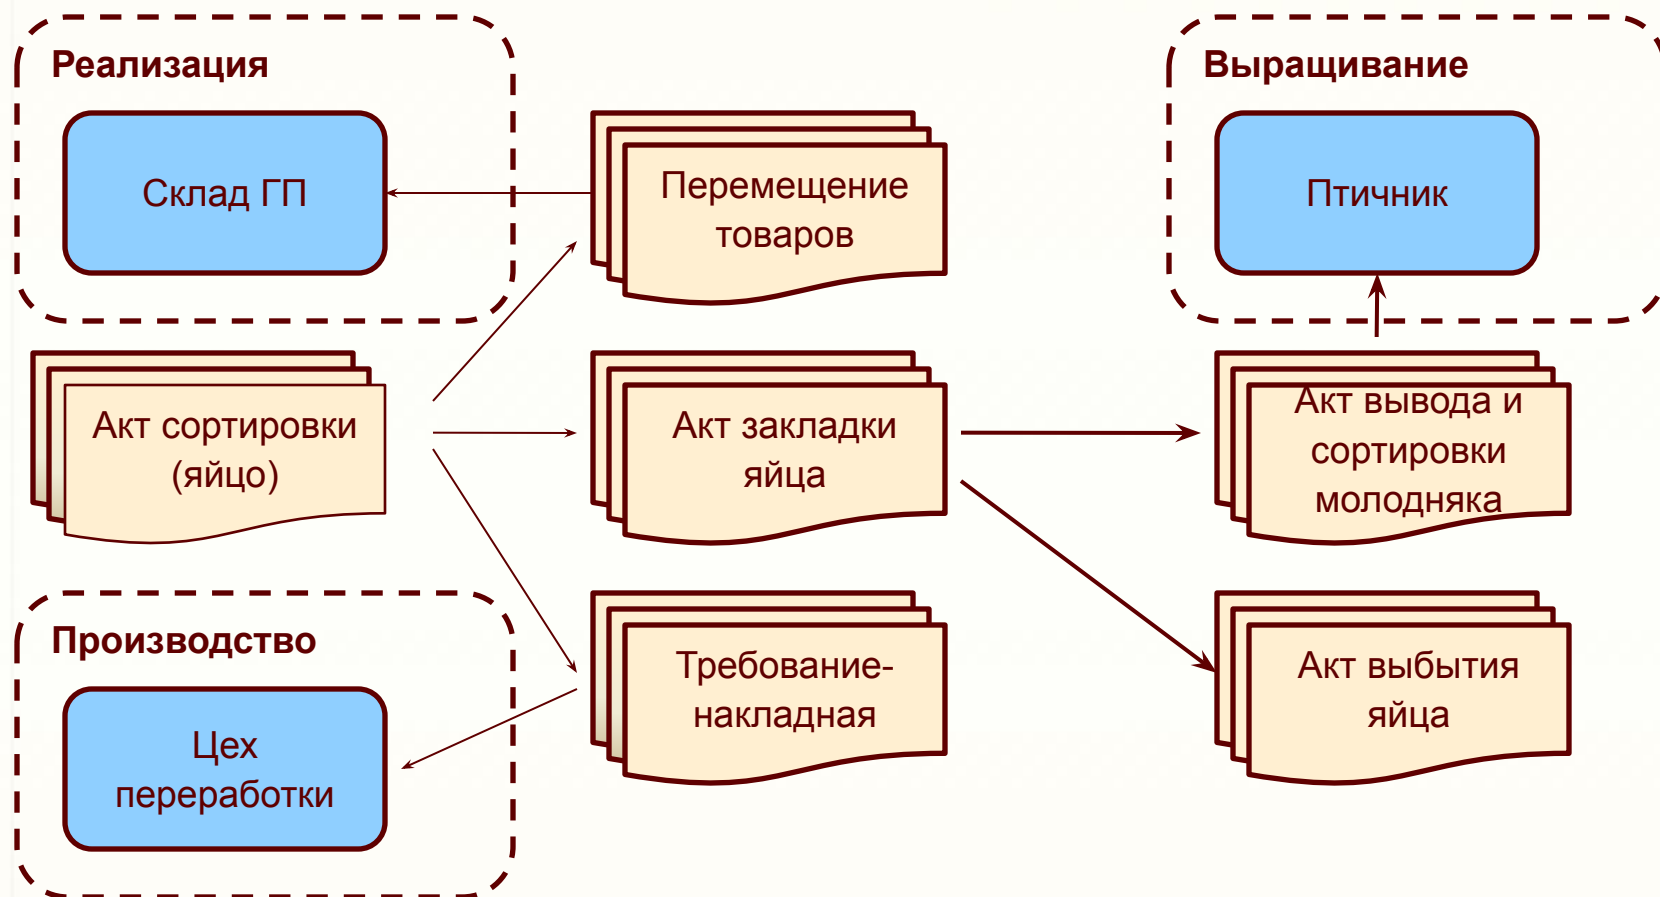 Реализация
Склад ГП
Перемещение
товаров
Выращивание
Птичник
Акт сортировки
(яйцо)
Акт закладки
яйца
Акт вывода и
сортировки
молодняка
Производство
Цех
переработки
Требование-
накладная
Акт выбытия
яйца